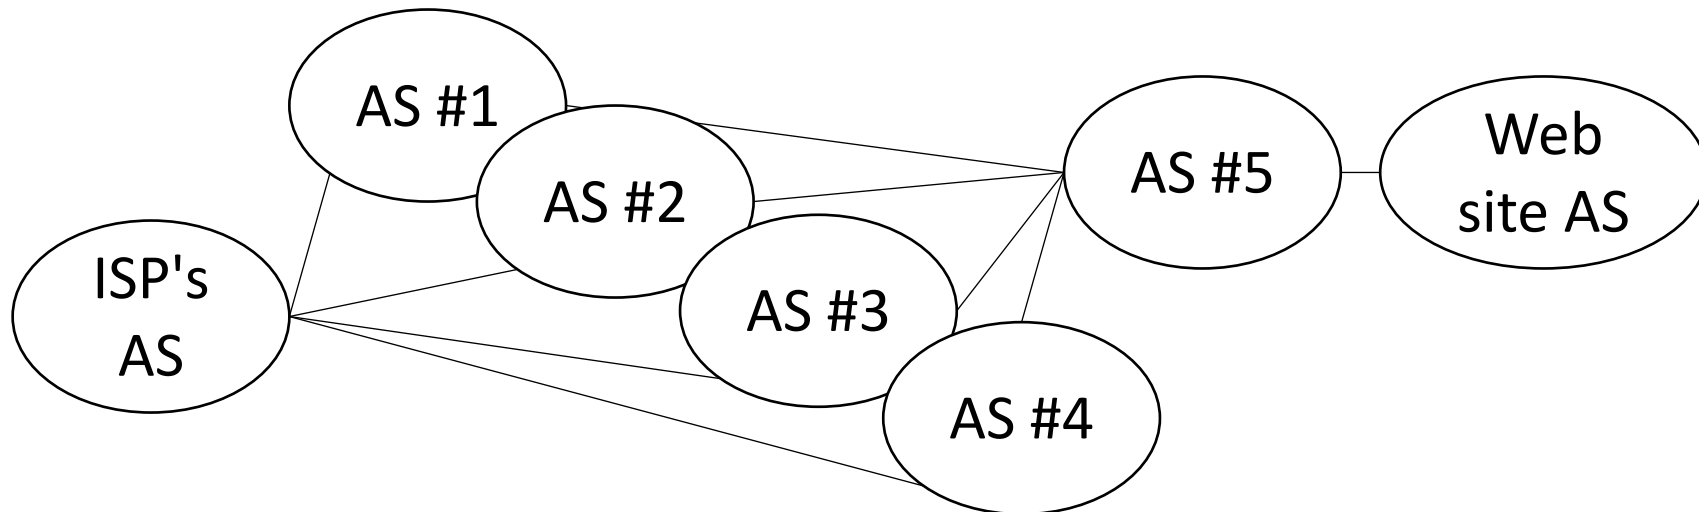 AS #1
AS #2
AS #3
AS #4
AS #5
ISP's
AS
Web
site AS